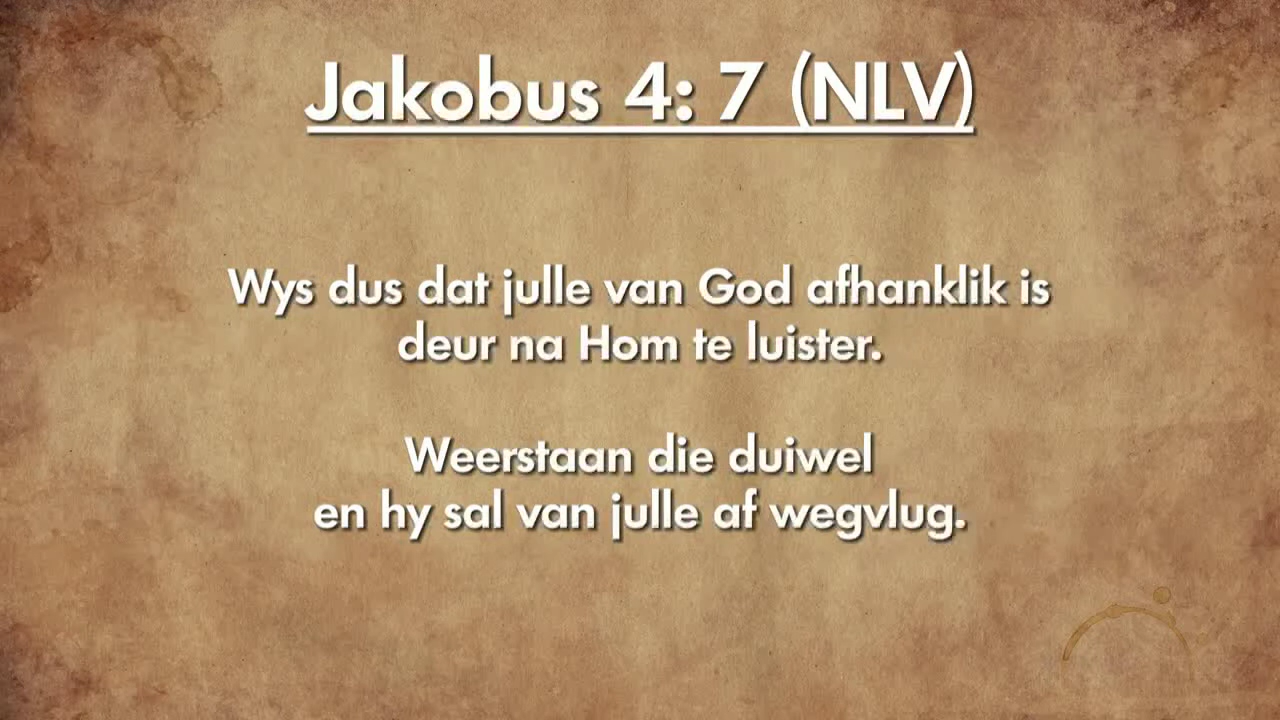 Jakobus 4: 7 (NLV)
Wys dus dat julle van God afhanklik is
deur na Hom te luister.
Weerstaan die duiwel
en hy sal van julle af wegvlug.